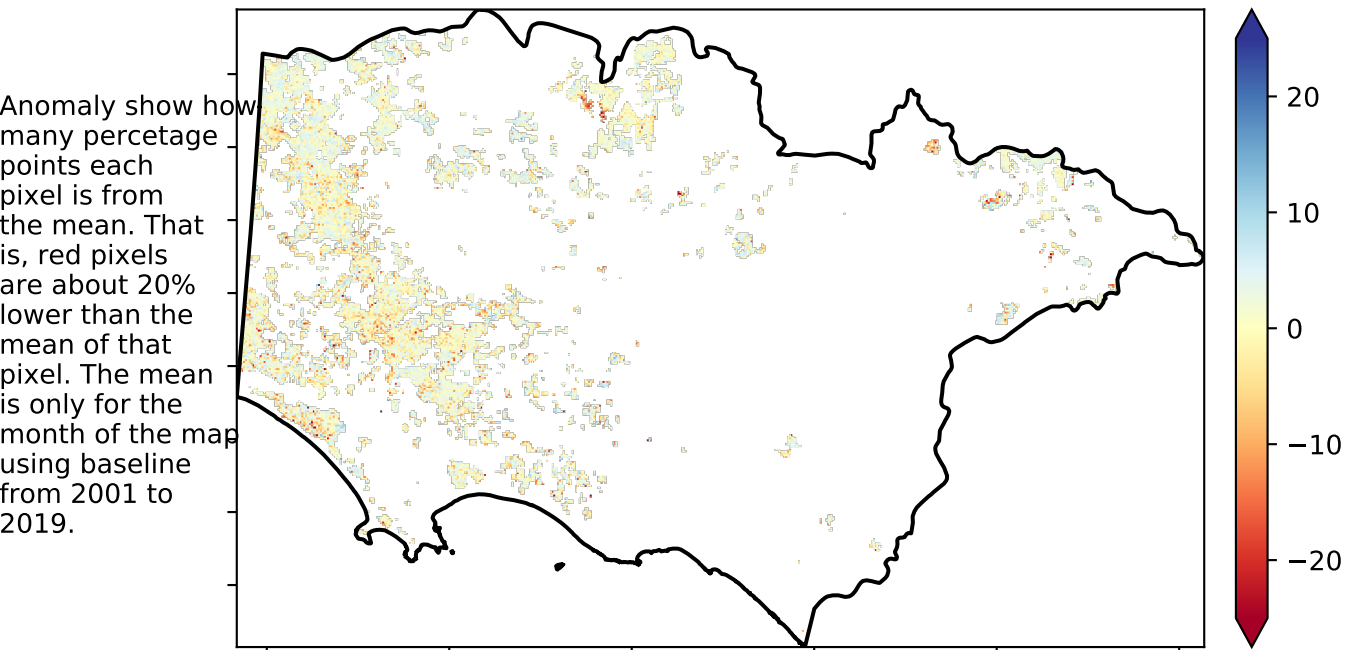 Anomaly show how
many percetage
points each
pixel is from
the mean. That
is, red pixels
are about 20%
lower than the
mean of that
pixel. The mean
is only for the
month of the map
using baseline
from 2001 to
2019.
20
10
0
−10
−20